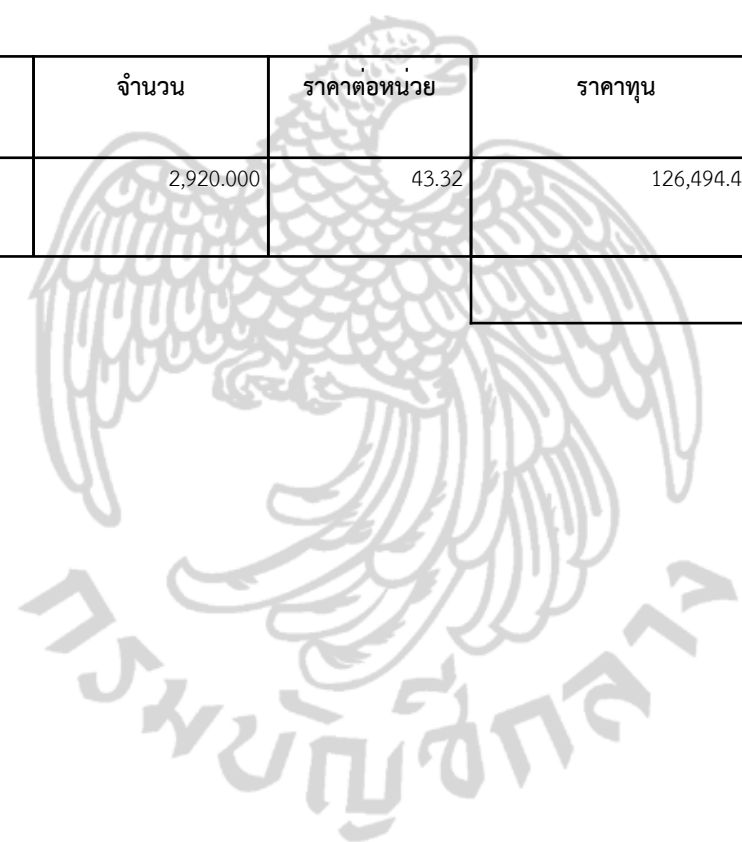 จำนวน ราคาต่อหน่วย ราคาทุน
2,920.000 43.32 126,494.4
กรมบัญชีกลาง